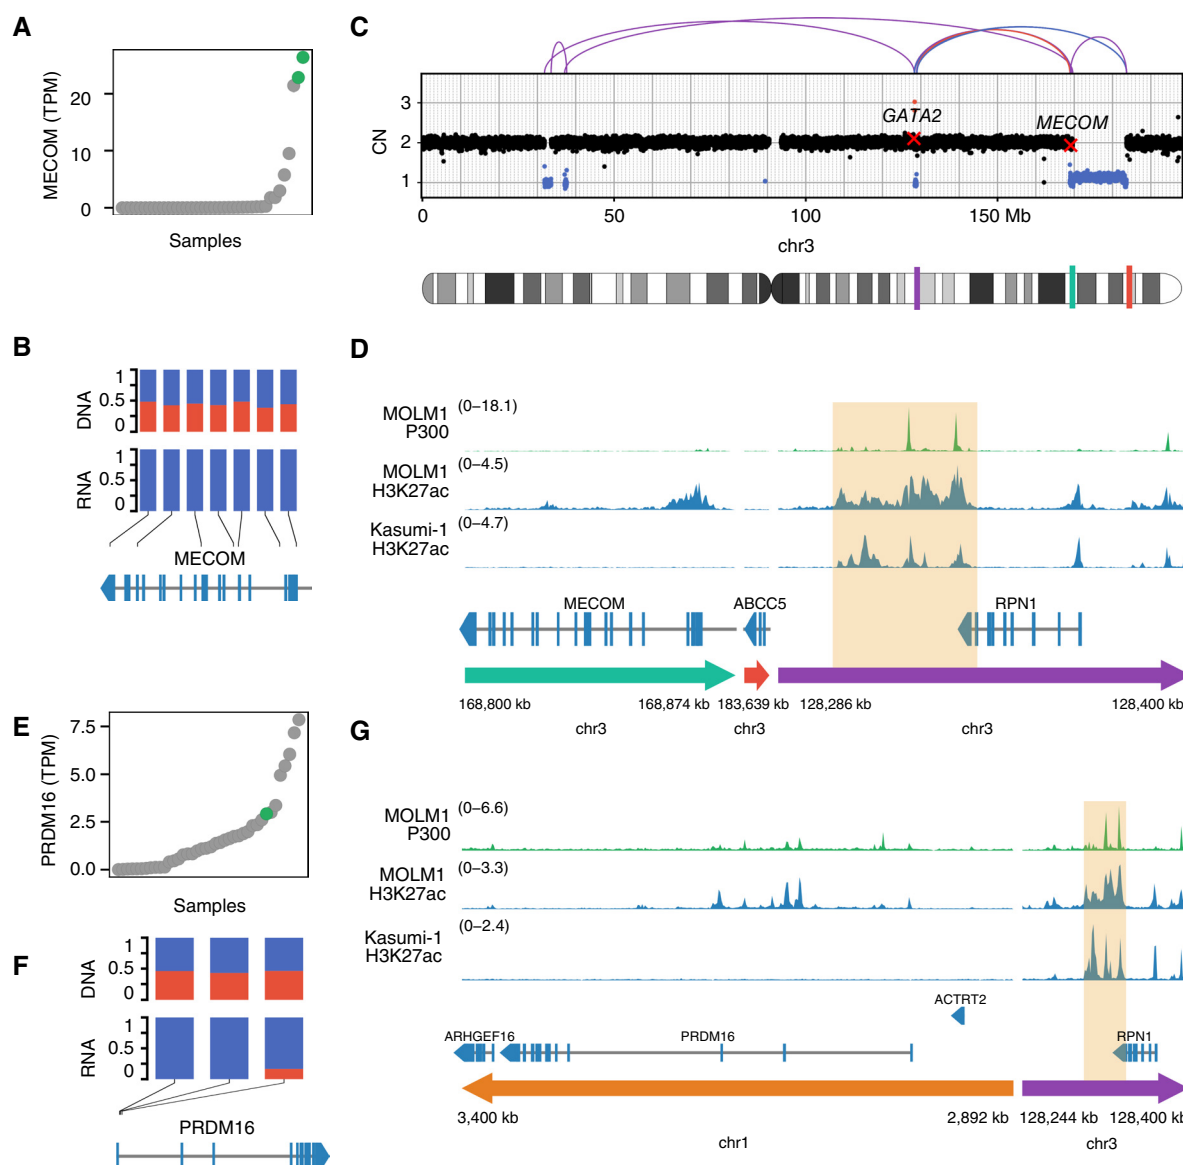 A
MECOM (TPM)
20
10
0
Samples
C
CN
3
2
1
GATA2
MECOM
0
50
100
150 Mb
chr3
B
DNA
1
0.5
0
RNA
1
0.5
0
MECOM
D
MOLM1
P300
(0–18.1)
MOLM1
H3K27ac
(0–4.5)
Kasumi-1
H3K27ac
(0–4.7)
MECOM
ABCC5
RPN1
168,800 kb
168,874 kb
183,639 kb
128,286 kb
128,400 kb
chr3
chr3
chr3
E
PRDM16 (TPM)
7.5
5.0
2.5
0.0
Samples
F
DNA
1
0.5
0
RNA
1
0.5
0
PRDM16
G
MOLM1
P300
(0–6.6)
MOLM1
H3K27ac
(0–3.3)
Kasumi-1
H3K27ac
(0–2.4)
ACTRT2
ARHGEF16
PRDM16
RPN1
3,400 kb
2,892 kb
128,244 kb
128,400 kb
chr1
chr3